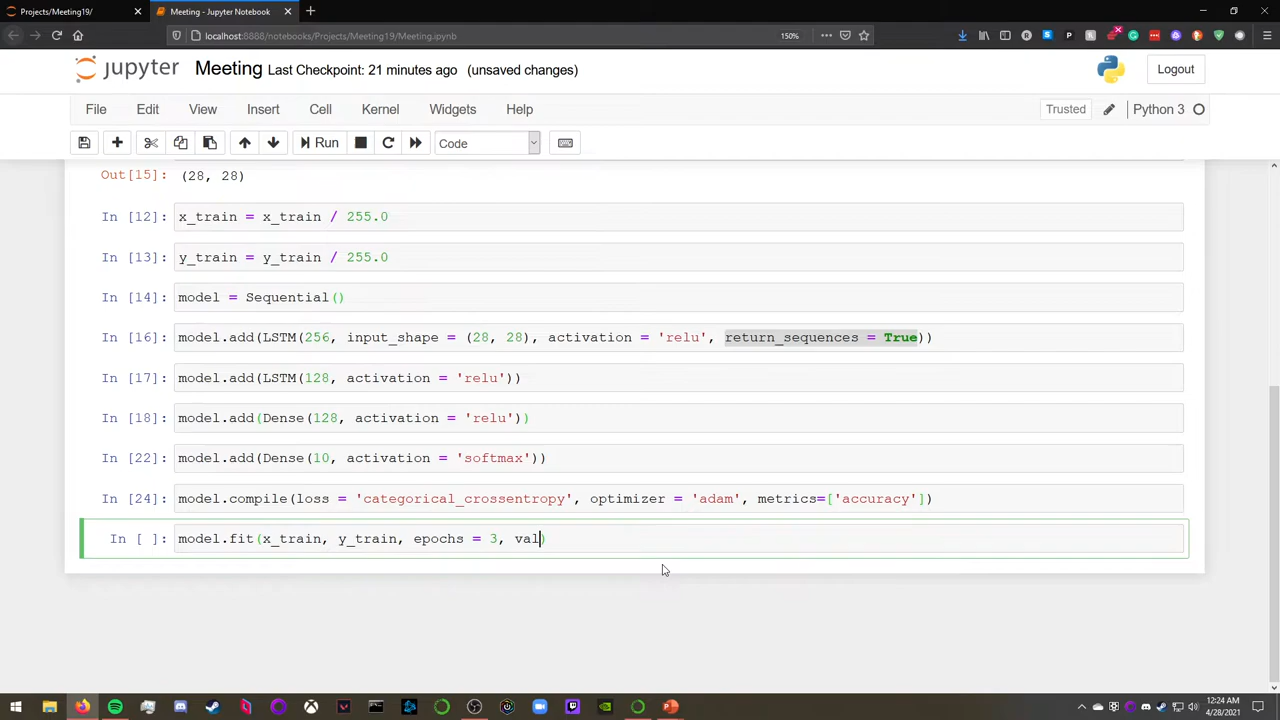 Projects/Meeting19/
Meeting - Jupyter Notebook
localhost:8888/notebooks/Projects/Meeting19/Meeting.ipynb
150%
jupyter Meeting Last Checkpoint: 21 minutes ago (unsaved changes)
Logout
File Edit View Insert Cell Kernel Widgets Help
Trusted
Python 3
Run
Code
Out[15]: (28, 28)
In [12]: x_train = x_train / 255.0
In [13]: y_train = y_train / 255.0
In [14]: model = Sequential()
In [16]: model.add(LSTM(256, input_shape = (28, 28), activation = 'relu', return_sequences = True))
In [17]: model.add(LSTM(128, activation = 'relu'))
In [18]: model.add(Dense(128, activation = 'relu'))
In [22]: model.add(Dense(10, activation = 'softmax'))
In [24]: model.compile(loss = 'categorical_crossentropy', optimizer = 'adam', metrics=['accuracy'])
In [ ]: model.fit(x_train, y_train, epochs = 3, val)
12:24 AM
4/28/2021